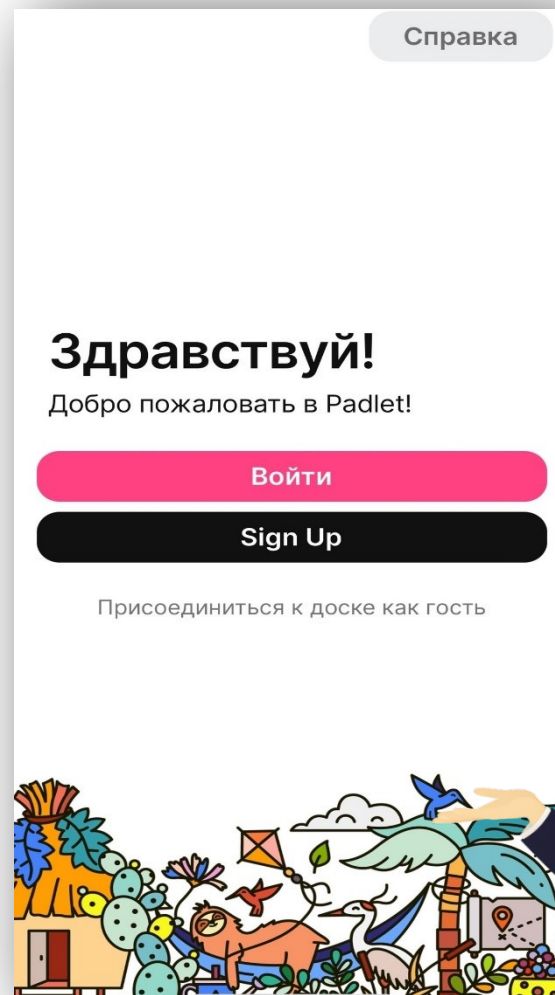 Справка
Здравствуй!
Добро пожаловать в Padlet!
Войти
Sign Up
Присоединиться к доске как гость